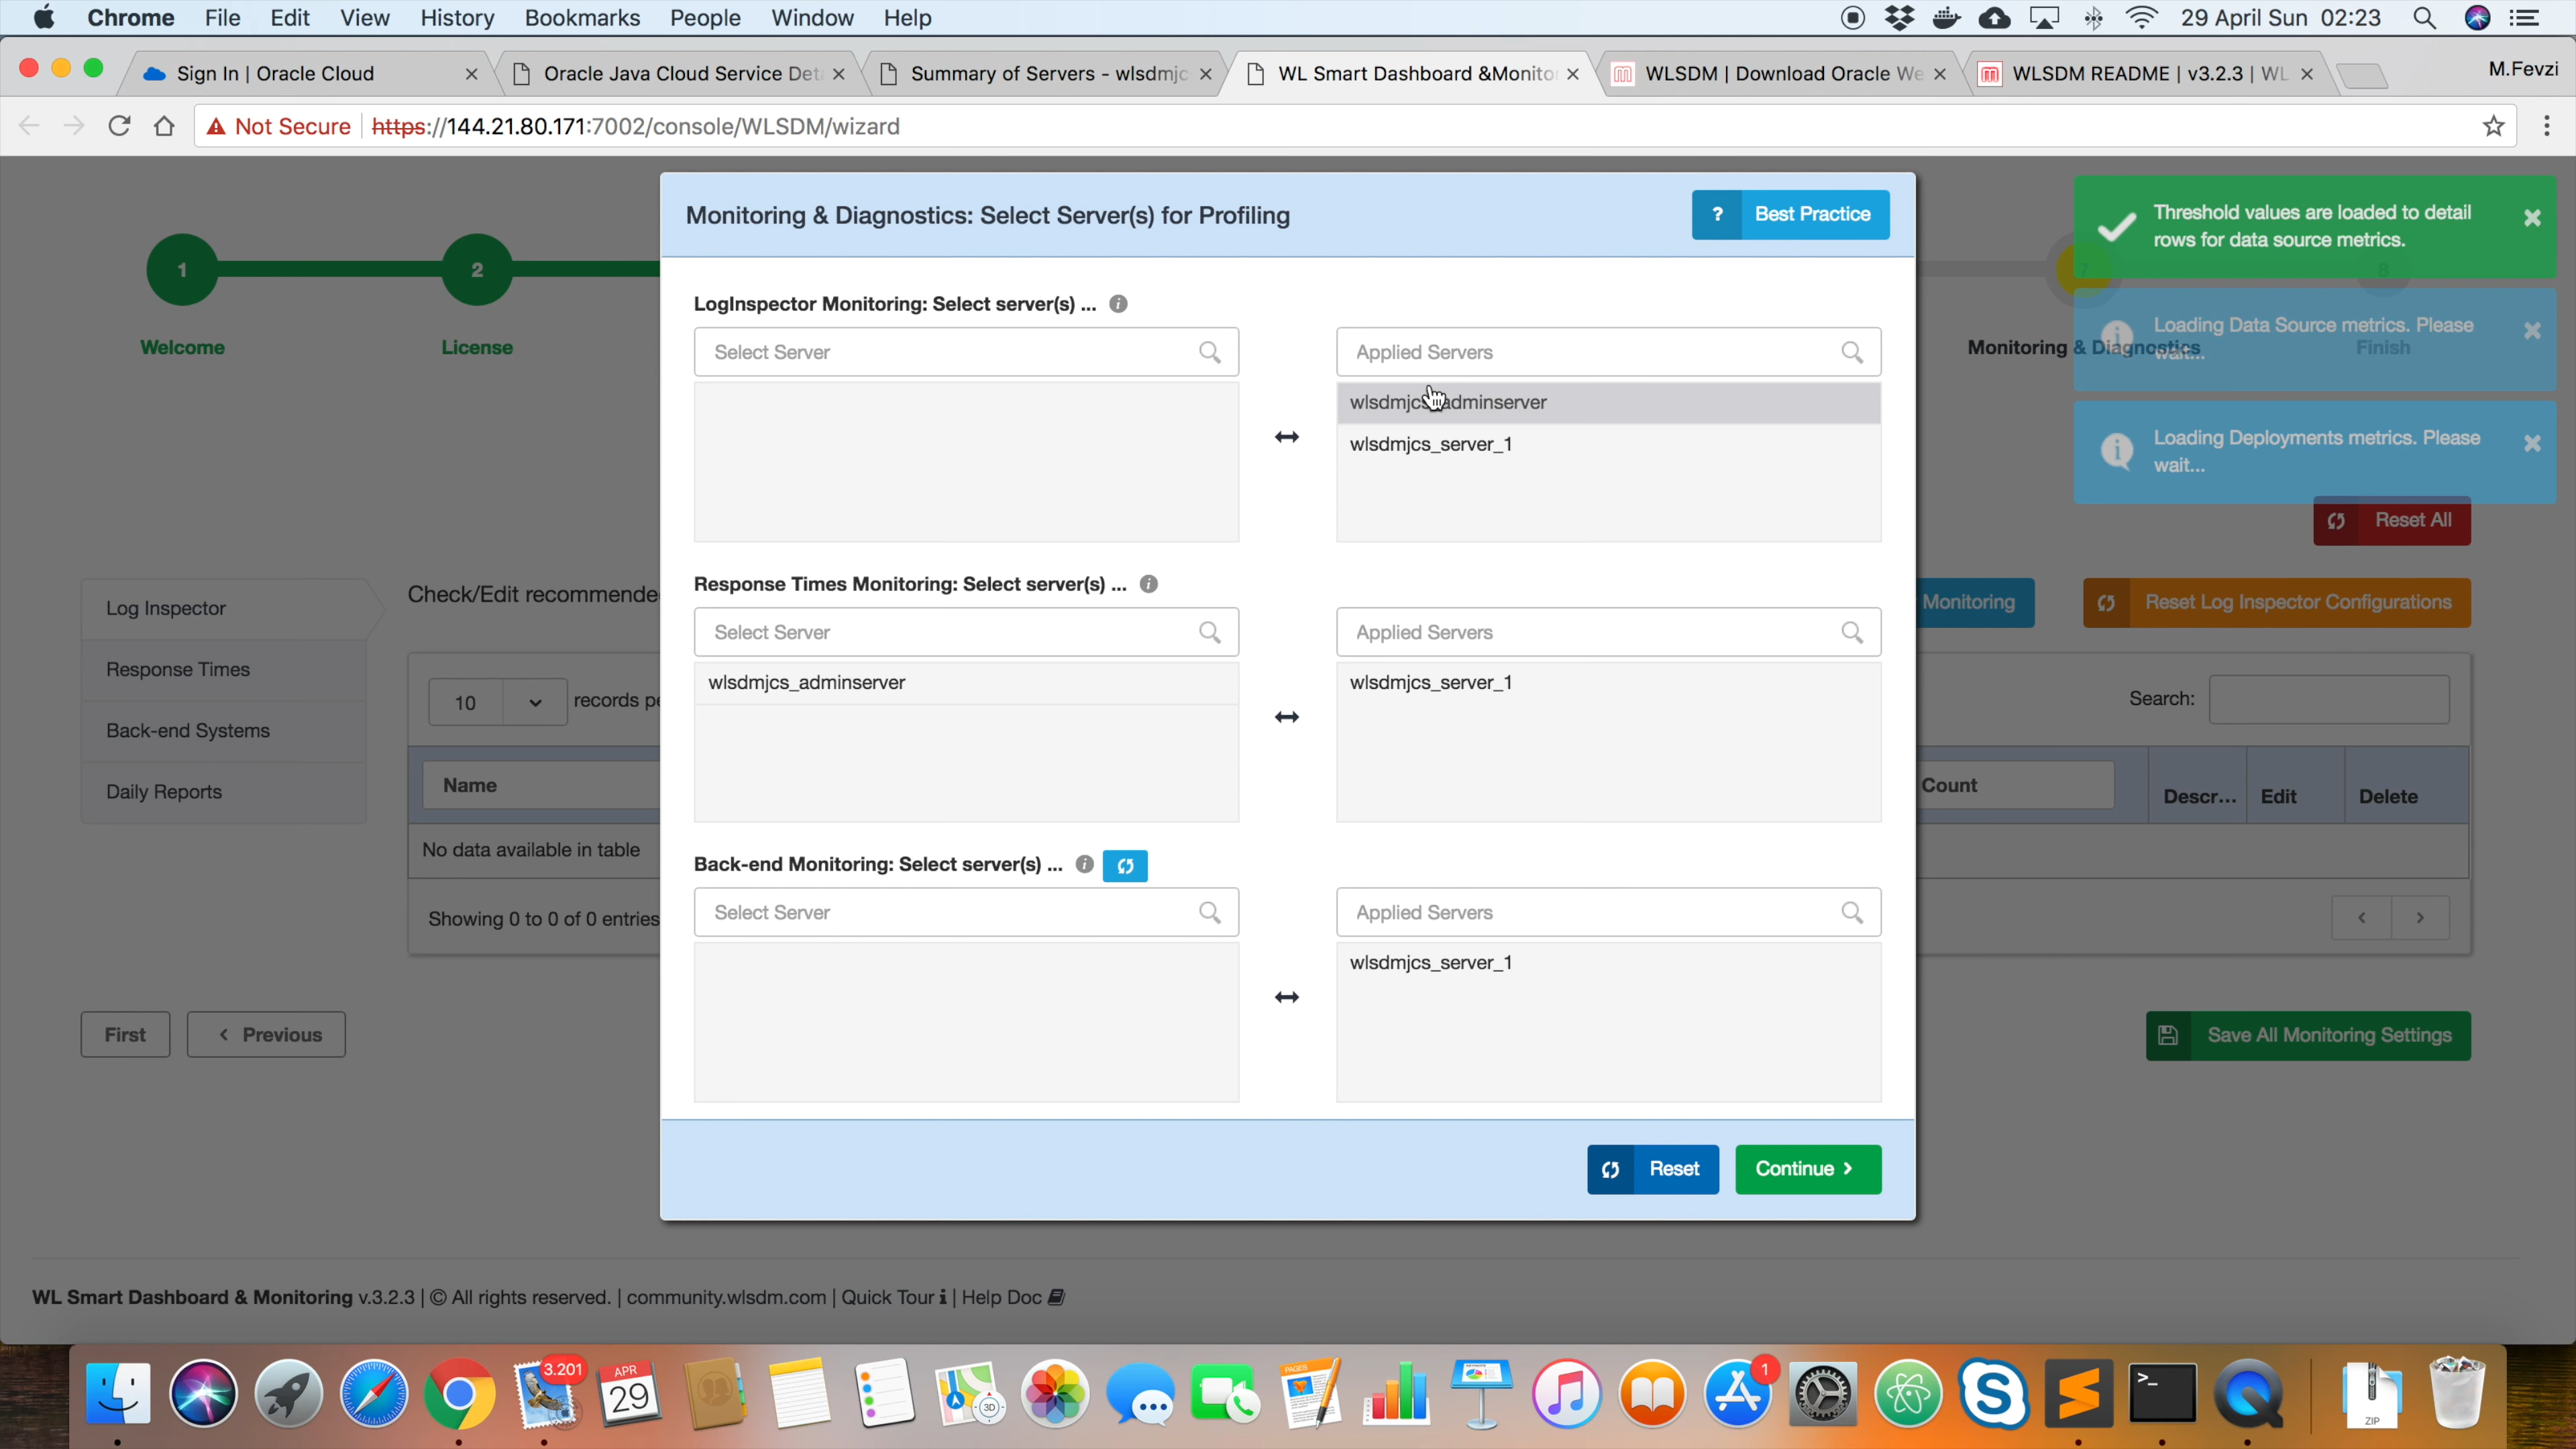 Chrome File Edit View History Bookmarks People Window Help 29 April Sun 02:23
Sign In | Oracle Cloud
Oracle Java Cloud Service Det
Summary of Servers - wlsdmjc
WL Smart Dashboard &Monito
WLSDM | Download Oracle We
WLSDM README | v3.2.3 | WL
M.Fevzi
Not Secure https://144.21.80.171:7002/console/WLSDM/wizard
Monitoring & Diagnostics: Select Server(s) for Profiling
? Best Practice
Threshold values are loaded to detail
rows for data source metrics.
1 2 7 8
Welcome License Monitoring & Diagnostics Finish
Loading Data Source metrics. Please
wait...
Loading Deployments metrics. Please
wait...
LogInspector Monitoring: Select server(s) ...
Select Server Applied Servers
wlsdmjcs_adminserver
wlsdmjcs_server_1
Reset All
Response Times Monitoring: Select server(s) ...
Select Server Applied Servers
wlsdmjcs_adminserver wlsdmjcs_server_1
Back-end Monitoring: Select server(s) ...
Select Server Applied Servers
wlsdmjcs_server_1
Reset Continue
Log Inspector
Response Times
Back-end Systems
Daily Reports
Check/Edit recommende
Monitoring Reset Log Inspector Configurations
10 records pe Search:
Name Count Descr... Edit Delete
No data available in table
Showing 0 to 0 of 0 entries
First Previous Save All Monitoring Settings
WL Smart Dashboard & Monitoring v.3.2.3 | © All rights reserved. | community.wlsdm.com | Quick Tour | Help Doc
3.201
APR
29
3D
PAGES
1
>_
ZIP